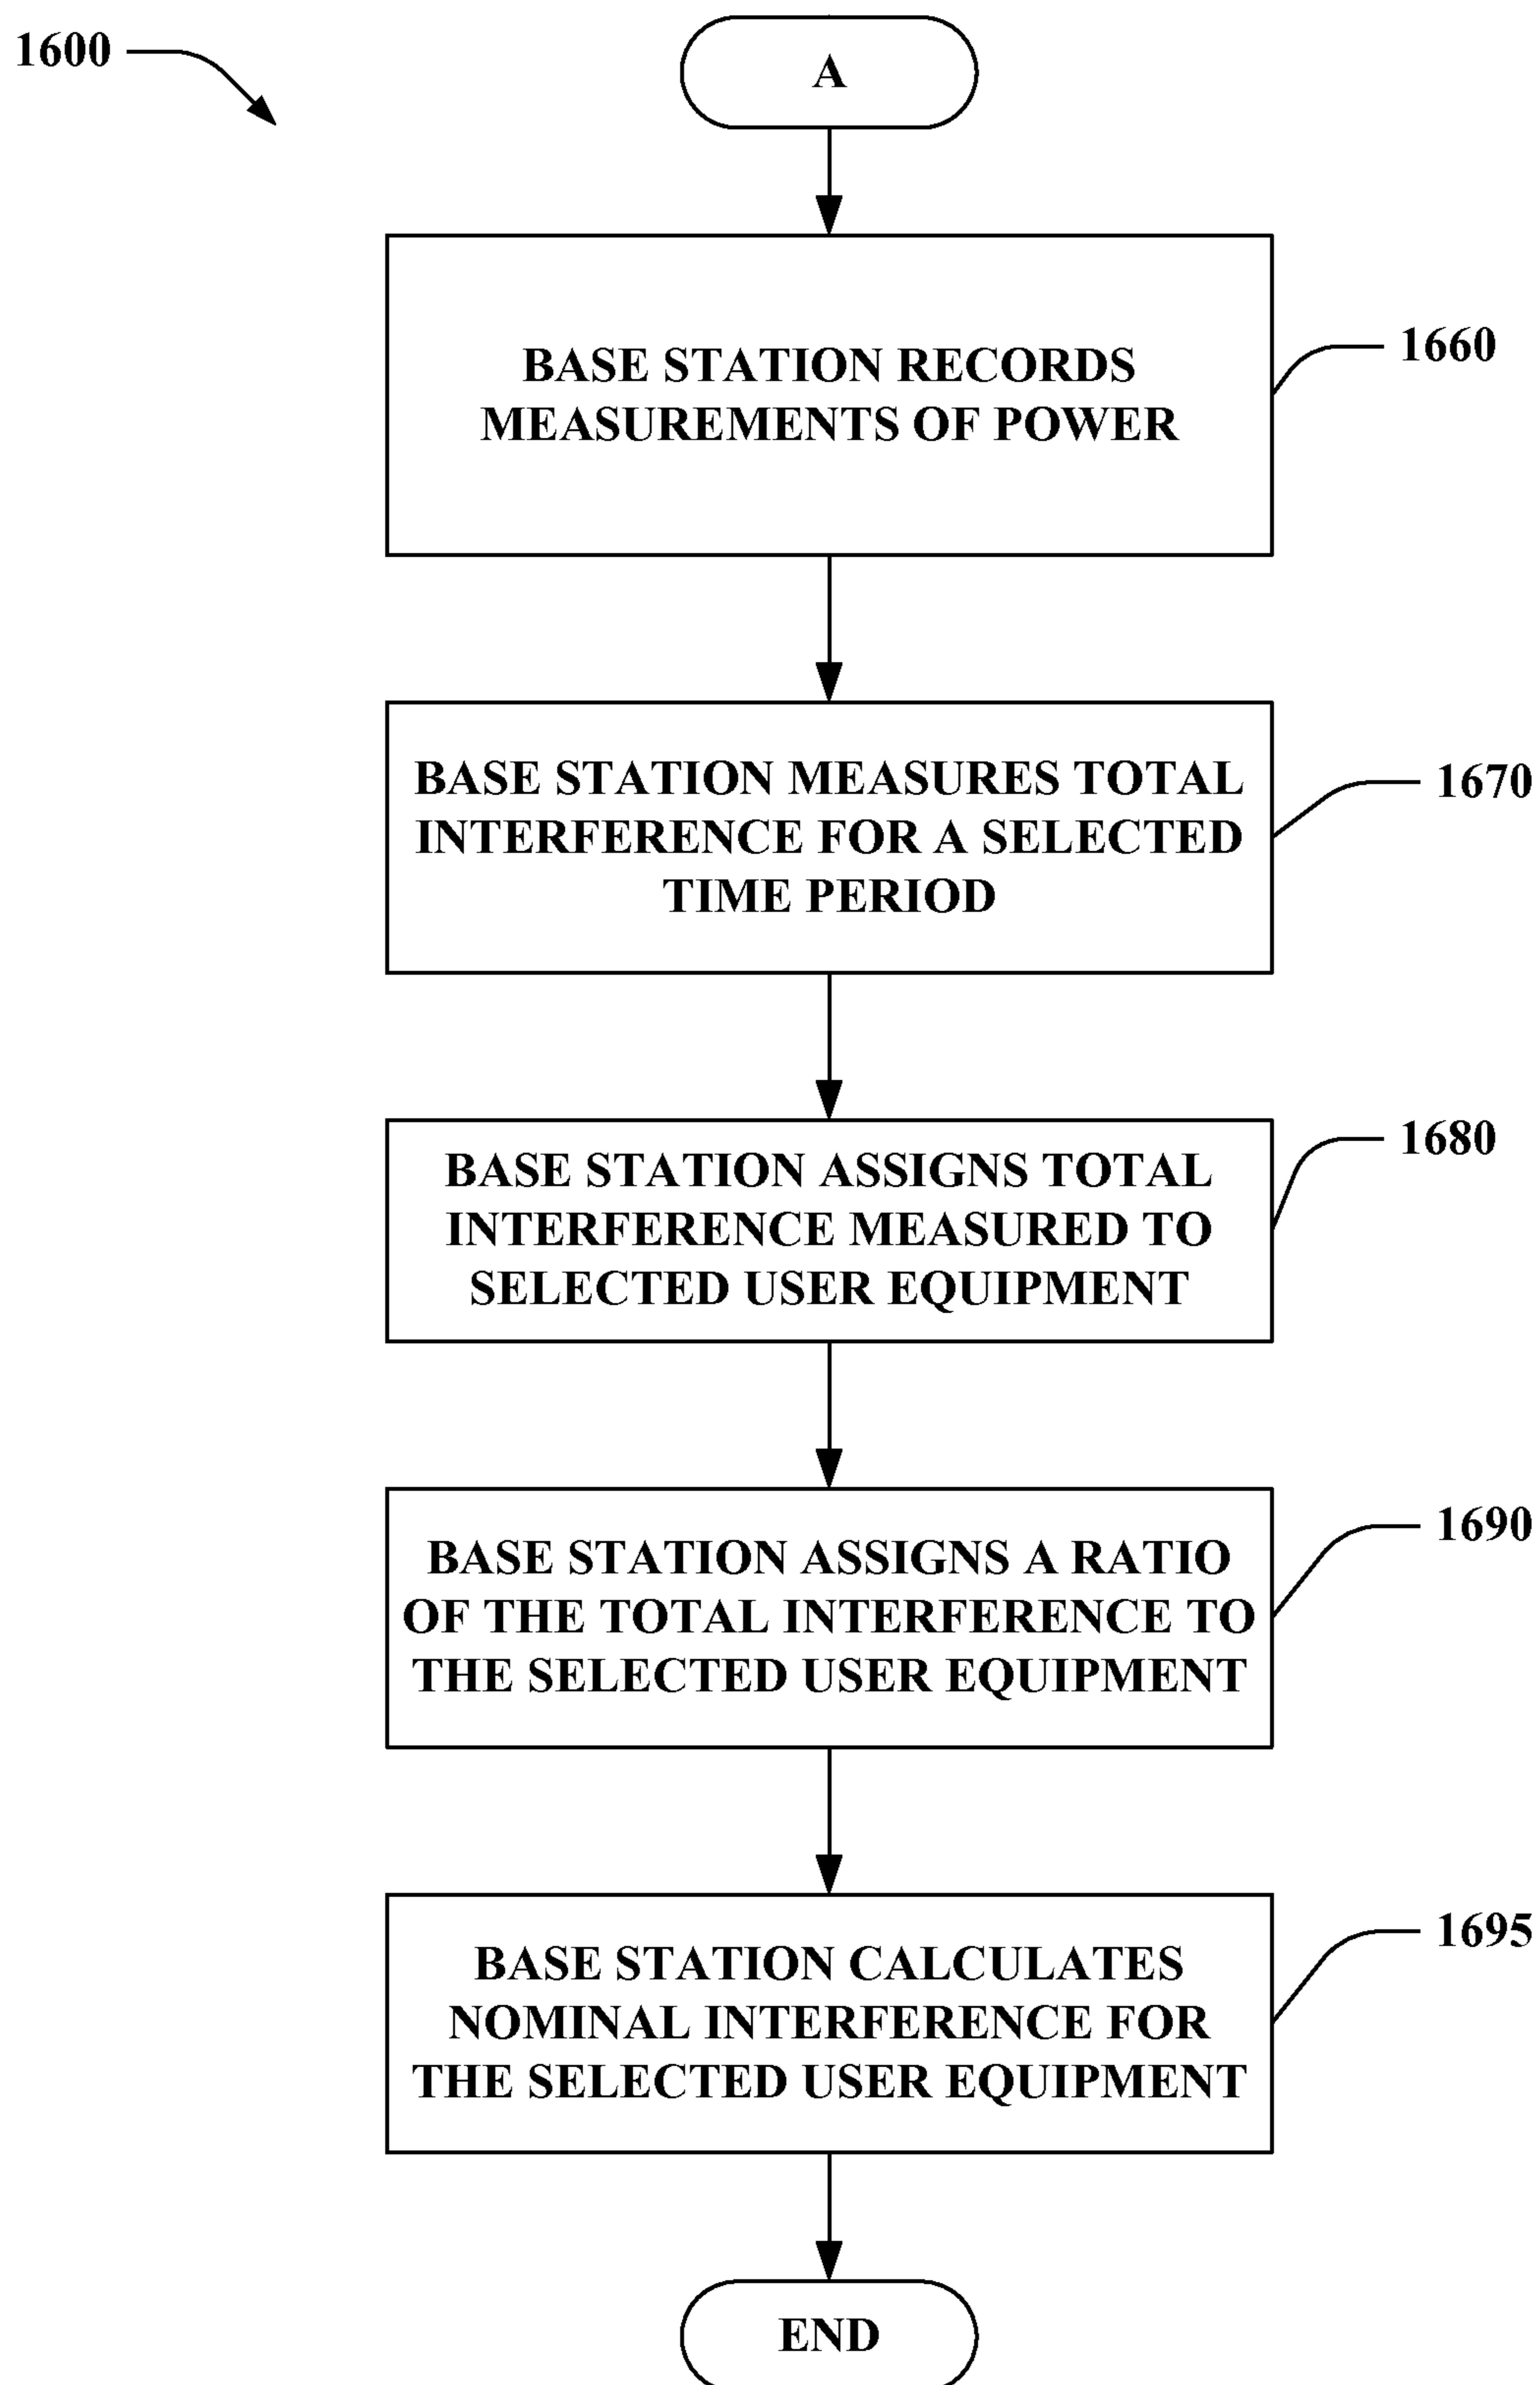 1600
A
BASE STATION RECORDS
MEASUREMENTS OF POWER
1660
BASE STATION MEASURES TOTAL
INTERFERENCE FOR A SELECTED
TIME PERIOD
1670
BASE STATION ASSIGNS TOTAL
INTERFERENCE MEASURED TO
SELECTED USER EQUIPMENT
1680
BASE STATION ASSIGNS A RATIO
OF THE TOTAL INTERFERENCE TO
THE SELECTED USER EQUIPMENT
1690
BASE STATION CALCULATES
NOMINAL INTERFERENCE FOR
THE SELECTED USER EQUIPMENT
1695
END